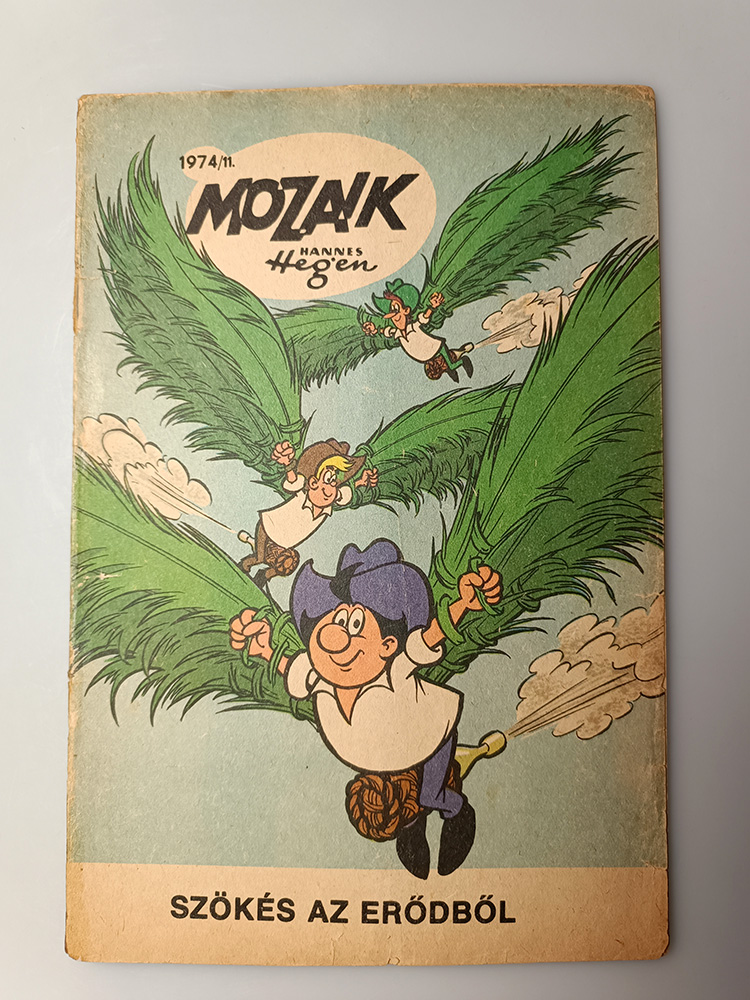 1974/11.
MOZAIK
HANNES
Hegen
SZÖKÉS AZ ERŐDBŐL